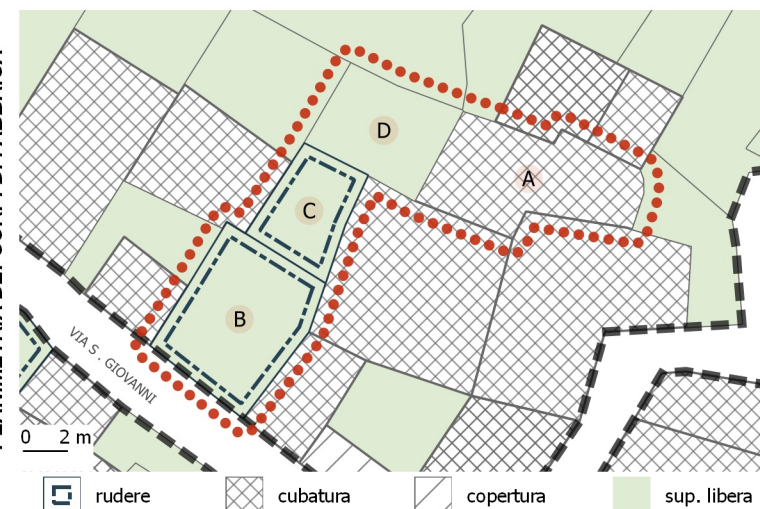 D
A
C
B
VIA S . GIOVANNI
0 2 m
rudere
cubatura
copertura
sup. libera